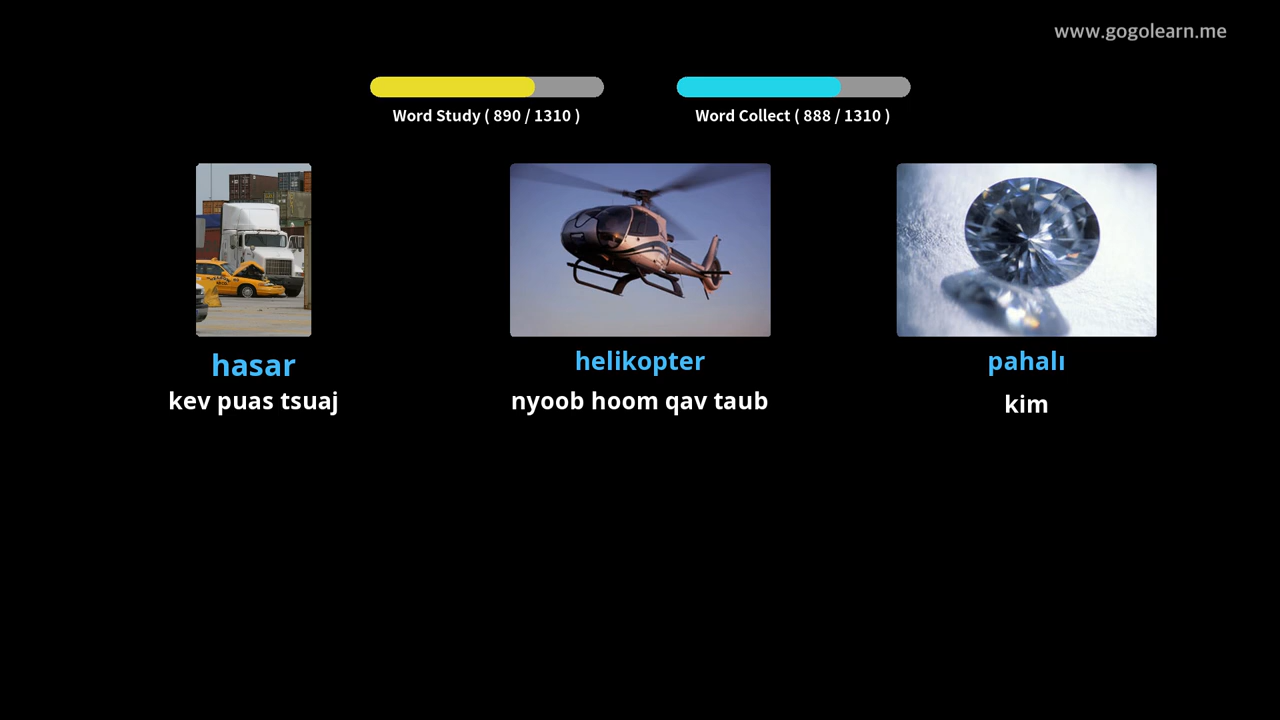 www.gogolearn.me
Word Study ( 890 / 1310 )
Word Collect ( 888 / 1310 )
hasar
kev puas tsuaj
helikopter
nyoob hoom qav taub
pahalı
kim